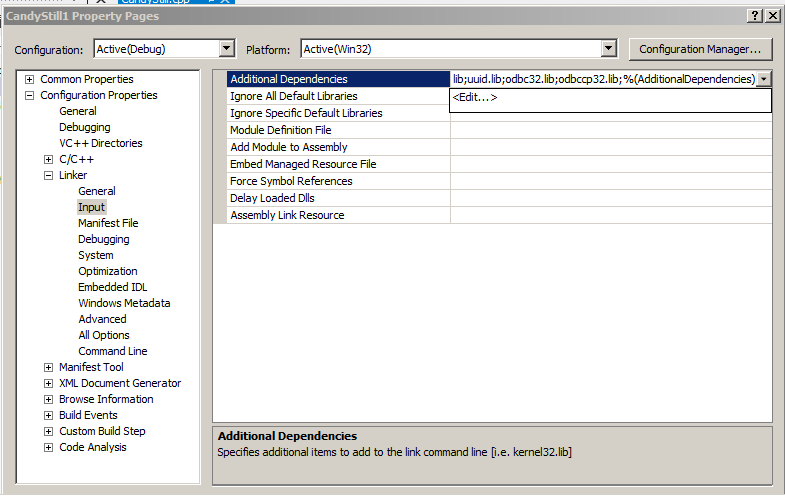 CandyStill.cpp
CandyStill1 Property Pages
Configuration: Active(Debug) Platform: Active(Win32) Configuration Manager...
Common Properties
Configuration Properties
General
Debugging
VC++ Directories
C/C++
Linker
General
Input
Manifest File
Debugging
System
Optimization
Embedded IDL
Windows Metadata
Advanced
All Options
Command Line
Manifest Tool
XML Document Generator
Browse Information
Build Events
Custom Build Step
Code Analysis
Additional Dependencies lib;uuid.lib;odbc32.lib;odbccp32.lib;%(AdditionalDependencies)
Ignore All Default Libraries <Edit...>
Ignore Specific Default Libraries
Module Definition File
Add Module to Assembly
Embed Managed Resource File
Force Symbol References
Delay Loaded Dlls
Assembly Link Resource
Additional Dependencies
Specifies additional items to add to the link command line [i.e. kernel32.lib]